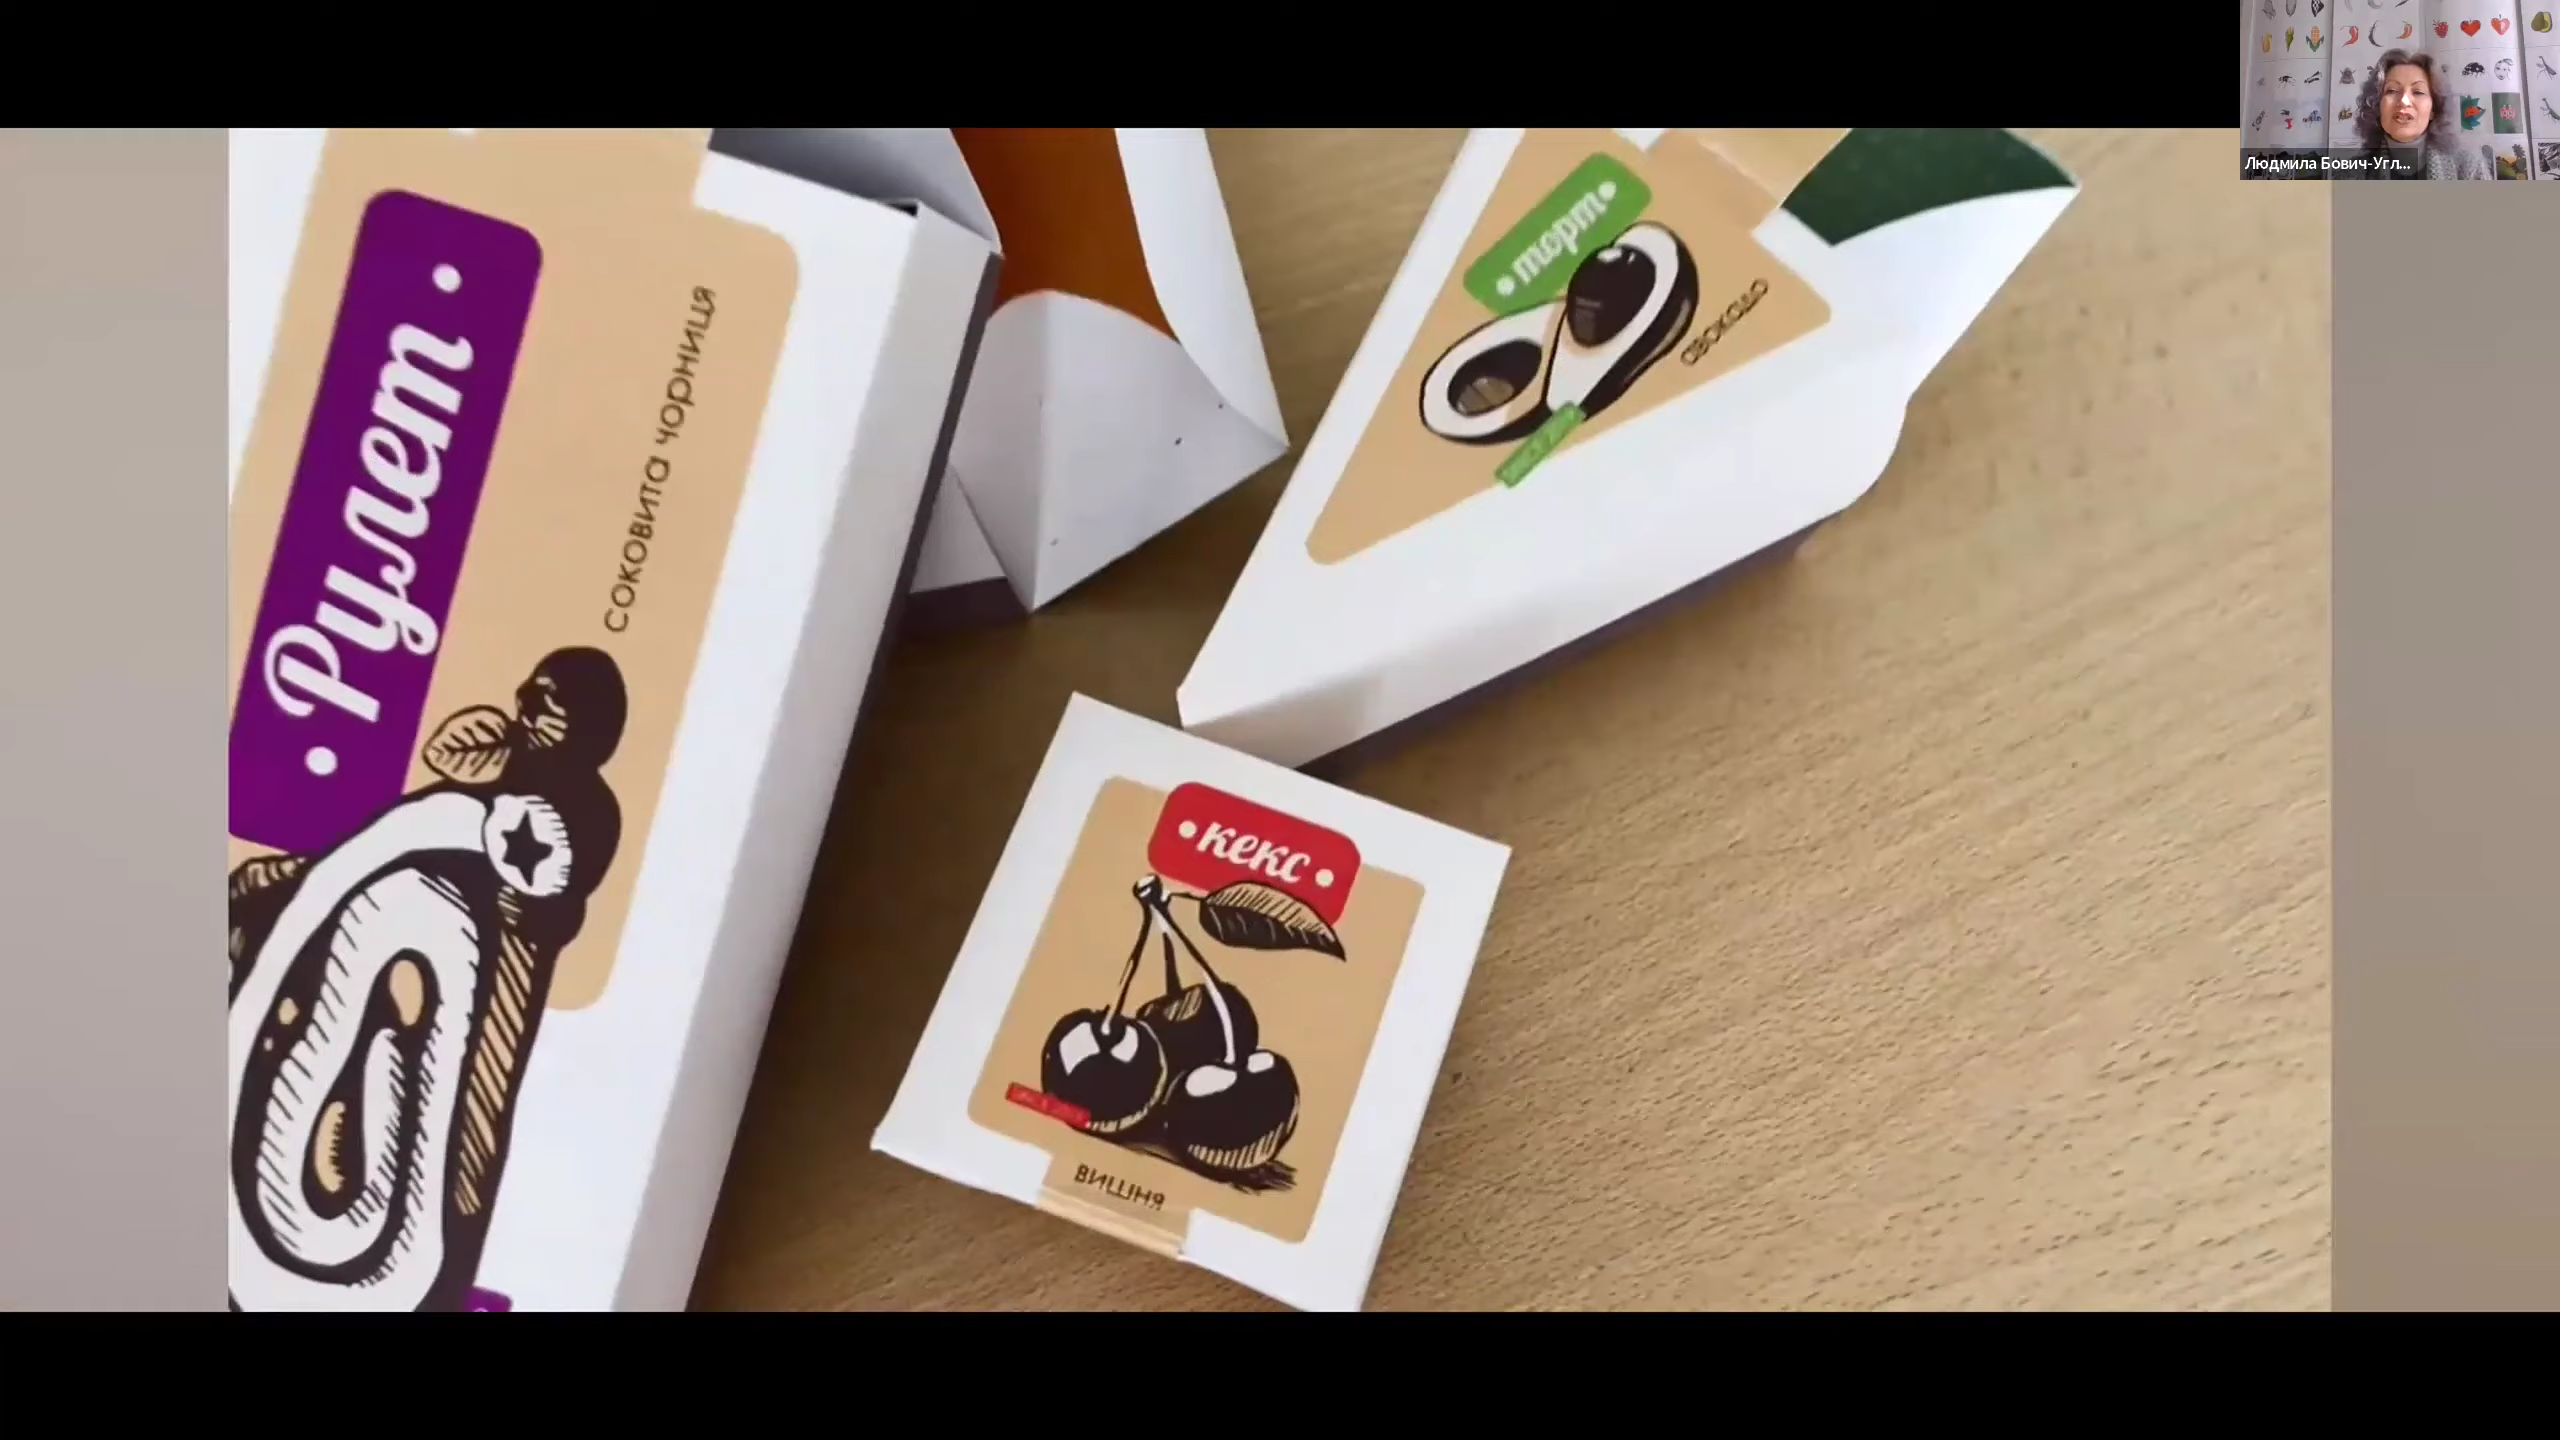 Людмила Бович-Угл...
Рулет
соковита чорниця
торт
авокадо
кекс
вишня